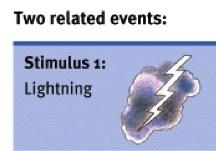 Two related events:
Stimulus 1:
Lightning